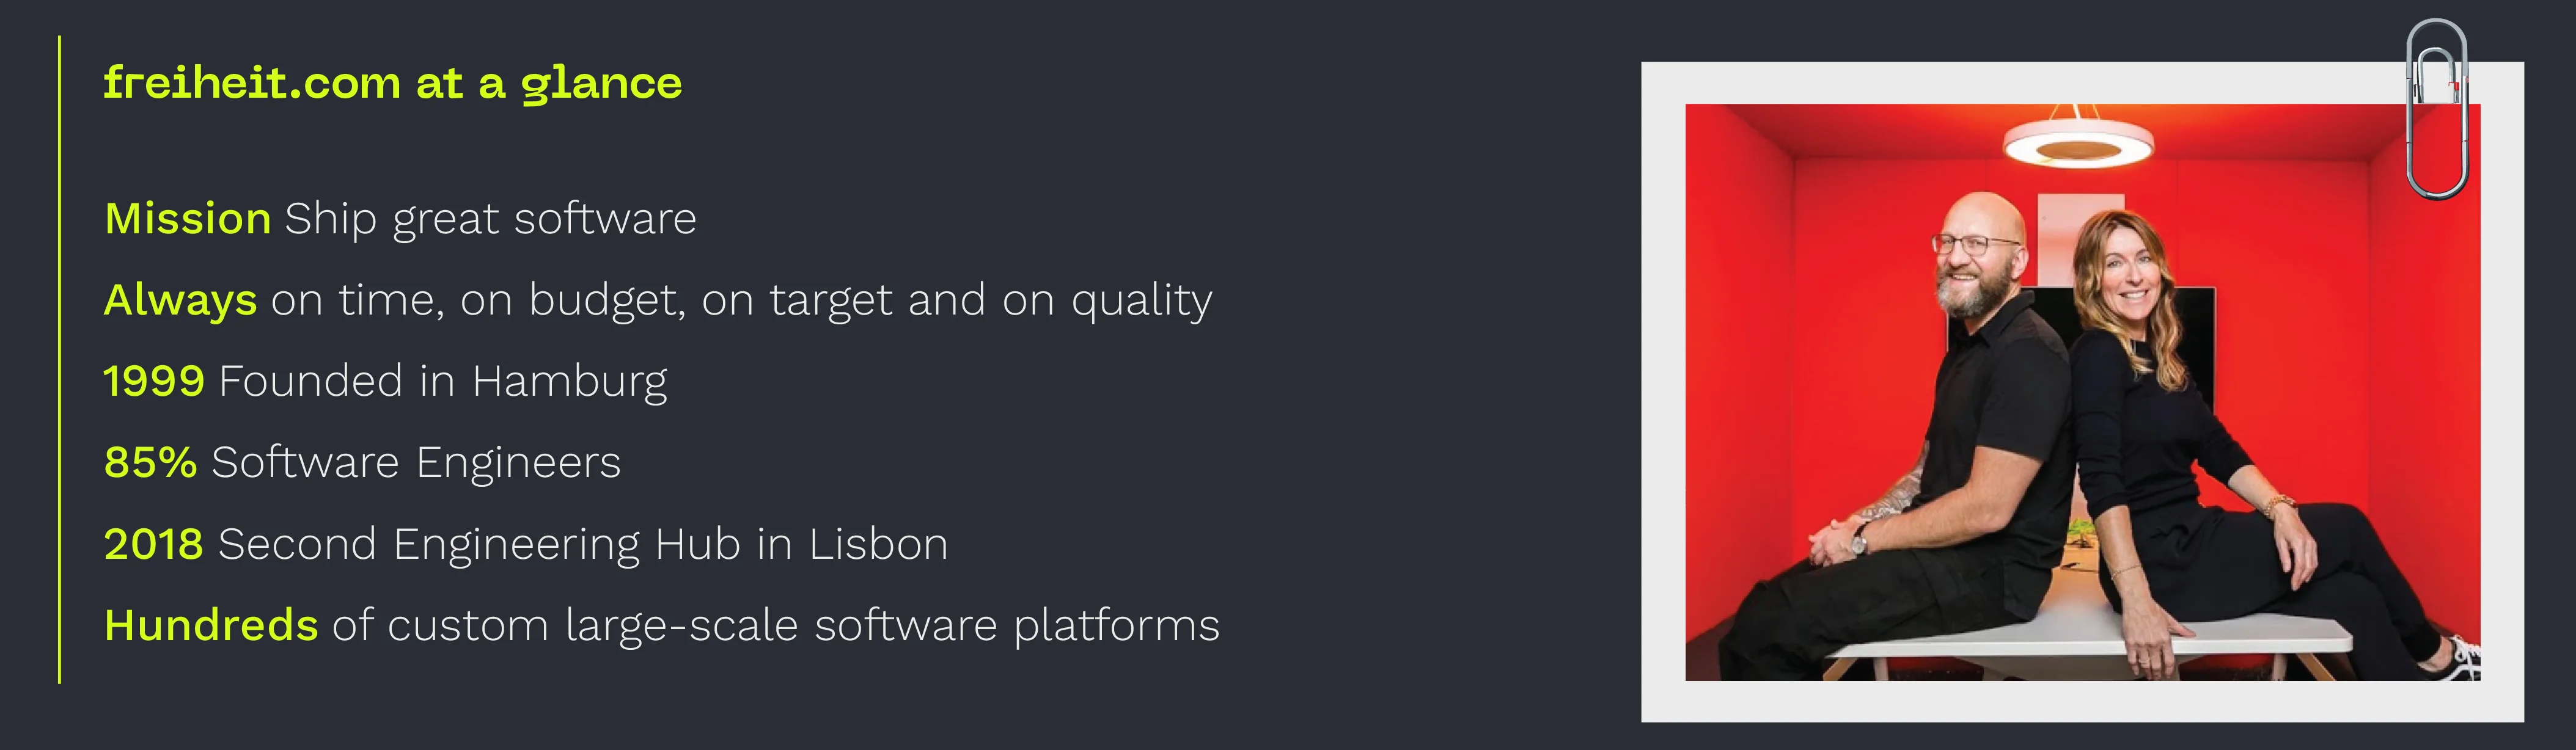 freiheit.com at a glance
Mission Ship great software
Always on time, on budget, on target and on quality
1999 Founded in Hamburg
85% Software Engineers
2018 Second Engineering Hub in Lisbon
Hundreds of custom large-scale software platforms